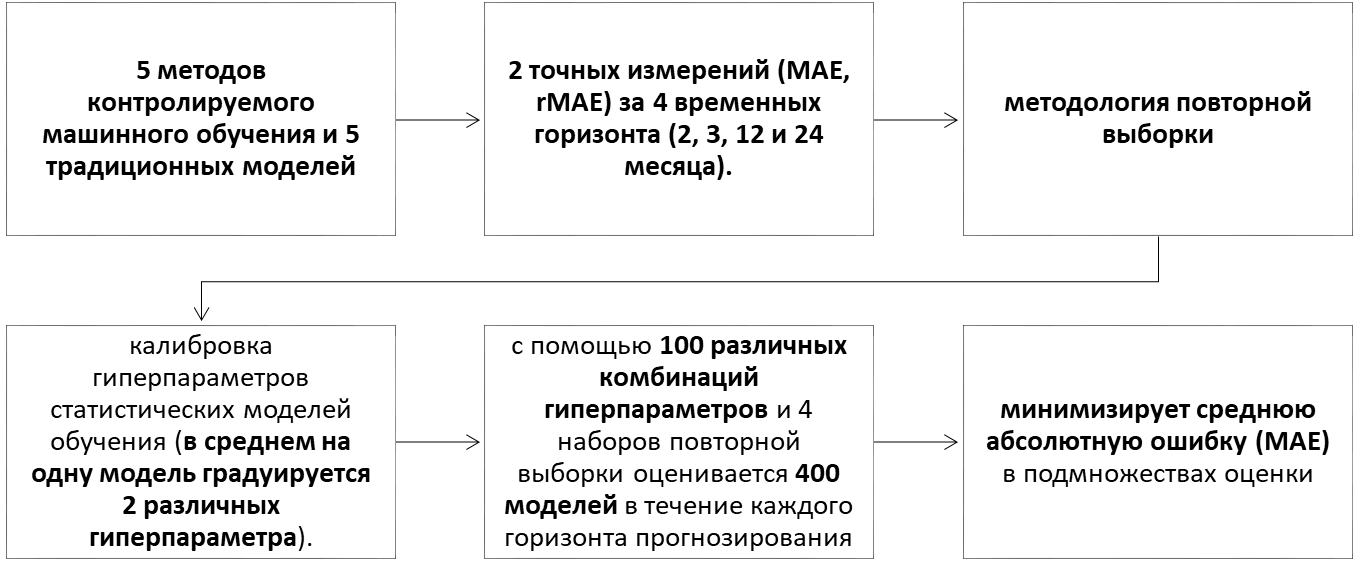 5 методов
контролируемого
машинного обучения и 5
традиционных моделей
2 точных измерений (MAE,
rMAE) за 4 временных
горизонта (2, 3, 12 и 24
месяца).
методология повторной
выборки
калибровка
гиперпараметров
статистических моделей
обучения (в среднем на
одну модель градуируется
2 различных
гиперпараметра).
с помощью 100 различных
комбинаций
гиперпараметров и 4
наборов повторной
выборки оценивается 400
моделей в течение каждого
горизонта прогнозирования
минимизирует среднюю
абсолютную ошибку (MAE)
в подмножествах оценки